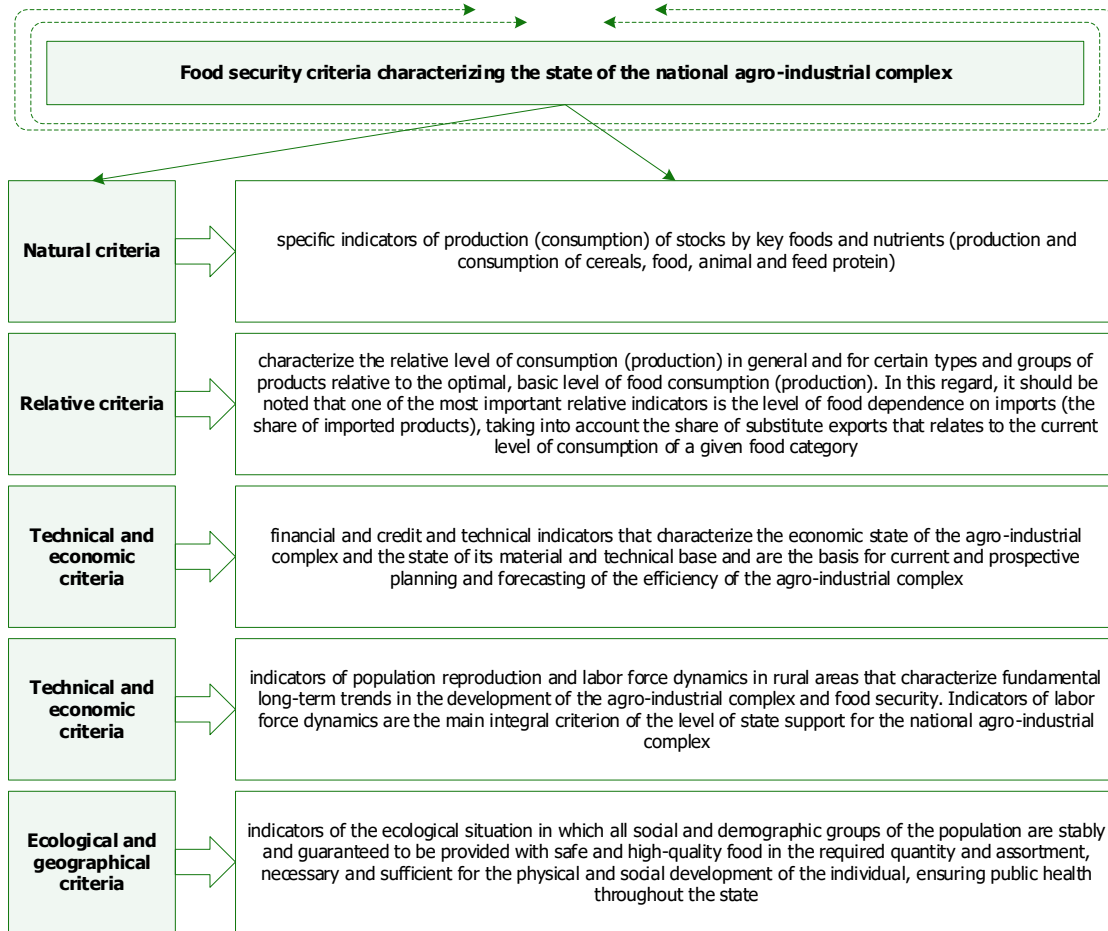 Food security criteria characterizing the state of the national agro-industrial complex
Natural criteria
specific indicators of production (consumption) of stocks by key foods and nutrients (production and
consumption of cereals, food, animal and feed protein)
Relative criteria
characterize the relative level of consumption (production) in general and for certain types and groups of
products relative to the optimal, basic level of food consumption (production). In this regard, it should be
noted that one of the most important relative indicators is the level of food dependence on imports (the
share of imported products), taking into account the share of substitute exports that relates to the current
level of consumption of a given food category
Technical and
economic
criteria
financial and credit and technical indicators that characterize the economic state of the agro-industrial
complex and the state of its material and technical base and are the basis for current and prospective
planning and forecasting of the efficiency of the agro-industrial complex
Technical and
economic
criteria
indicators of population reproduction and labor force dynamics in rural areas that characterize fundamental
long-term trends in the development of the agro-industrial complex and food security. Indicators of labor
force dynamics are the main integral criterion of the level of state support for the national agro-industrial
complex
Ecological and
geographical
criteria
indicators of the ecological situation in which all social and demographic groups of the population are stably
and guaranteed to be provided with safe and high-quality food in the required quantity and assortment,
necessary and sufficient for the physical and social development of the individual, ensuring public health
throughout the state